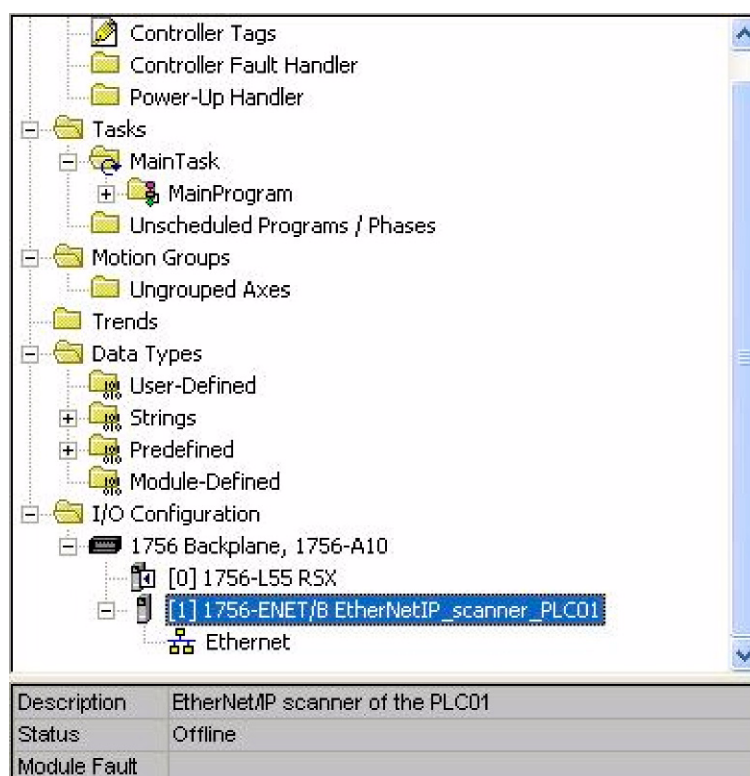 Controller Tags
Controller Fault Handler
Power-Up Handler
Tasks
MainTask
MainProgram
Unscheduled Programs / Phases
Motion Groups
Ungrouped Axes
Trends
Data Types
User-Defined
Strings
Predefined
Module-Defined
I/O Configuration
1756 Backplane, 1756-A10
[0] 1756-L55 RSX
[1] 1756-ENET/B EtherNetIP_scanner_PLC01
Ethernet
Description EtherNet/IP scanner of the PLC01
Status Offline
Module Fault